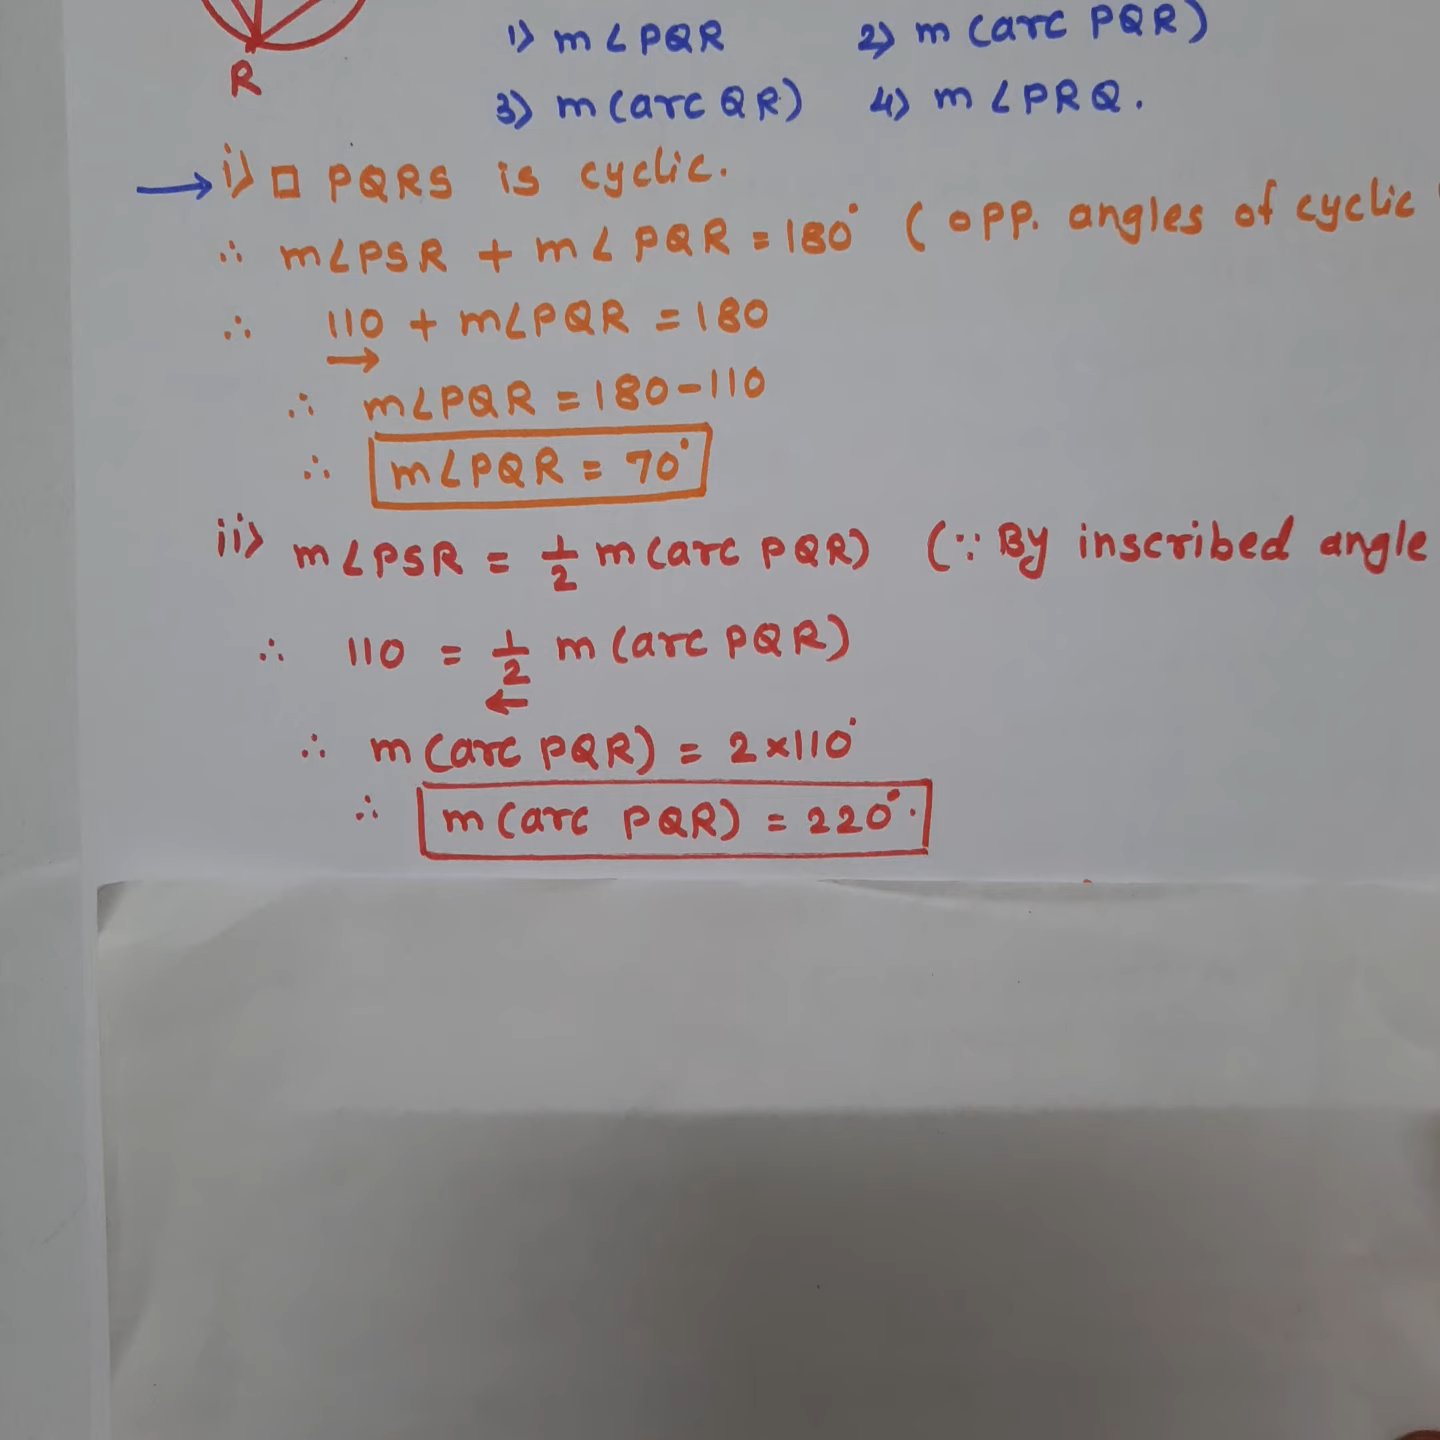 R
1) m∠PQR 2) m(arc PQR)
3) m(arc QR) 4) m∠PRQ.
→ i) □ PQRS is cyclic.
∴ m∠PSR + m∠PQR = 180° (opp. angles of cyclic
∴ 110 + m∠PQR = 180
→
∴ m∠PQR = 180-110
∴ m∠PQR = 70°
ii) m∠PSR = 1/2 m(arc PQR) (∵ By inscribed angle
∴ 110 = 1/2 m(arc PQR)
←
∴ m(arc PQR) = 2×110°
∴ m(arc PQR) = 220°.